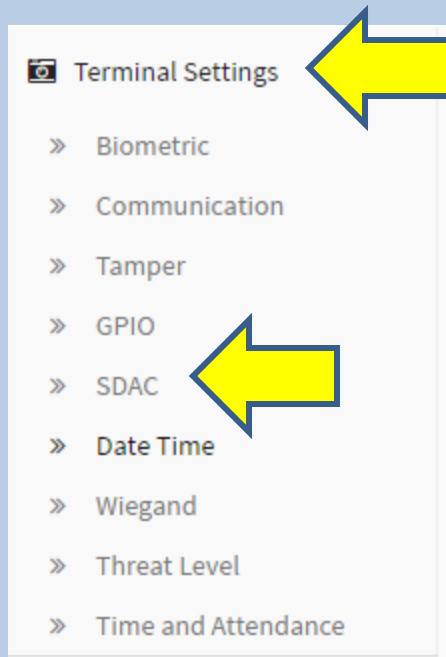 Terminal Settings
Biometric
Communication
Tamper
GPIO
SDAC
Date Time
Wiegand
Threat Level
Time and Attendance